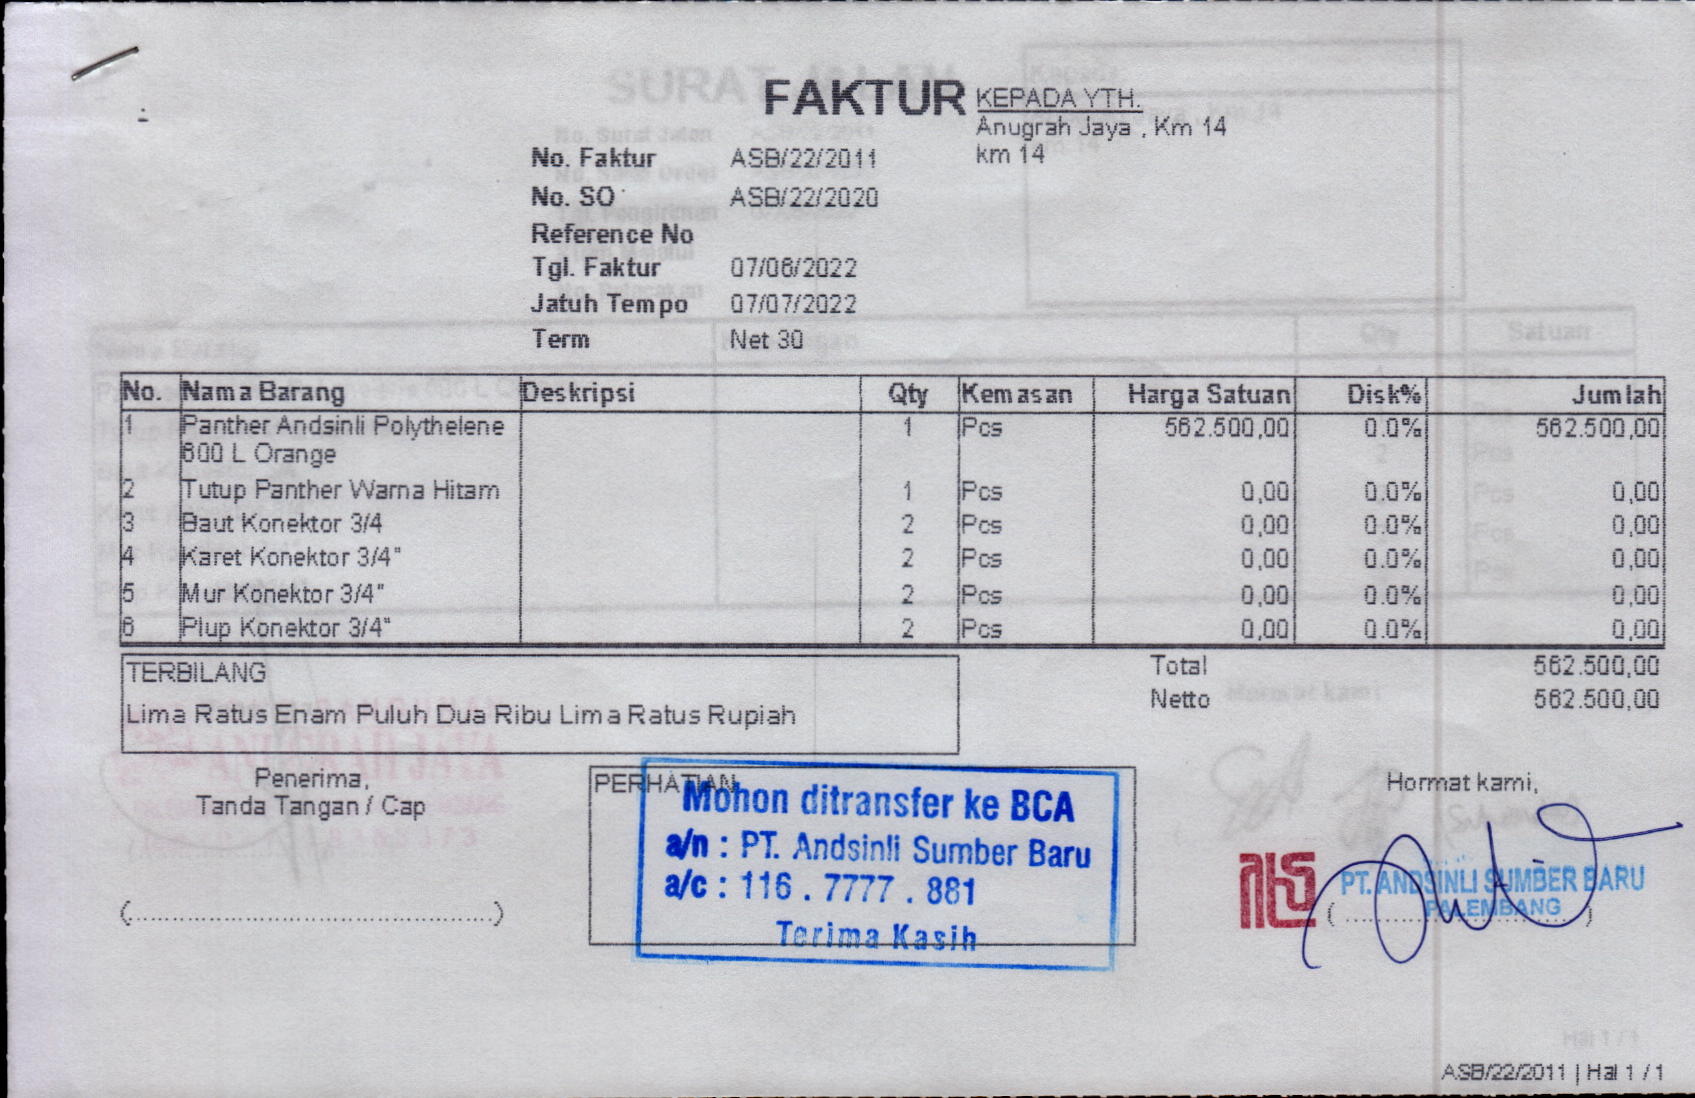 FAKTUR
KEPADA YTH.
Anugrah Jaya , Km 14
km 14
No. Faktur ASB/22/2011
No. SO ASB/22/2020
Reference No
Tgl. Faktur 07/06/2022
Jatuh Tempo 07/07/2022
Term Net 30
No. Nama Barang Deskripsi Qty Kemasan Harga Satuan Disk% Jumlah
1 Panther Andsinli Polythelene 1 Pcs 562.500,00 0.0% 562.500,00
600 L Orange
2 Tutup Panther Warna Hitam 1 Pcs 0,00 0.0% 0,00
3 Baut Konektor 3/4 2 Pcs 0,00 0.0% 0,00
4 Karet Konektor 3/4" 2 Pcs 0,00 0.0% 0,00
5 Mur Konektor 3/4" 2 Pcs 0,00 0.0% 0,00
6 Plup Konektor 3/4" 2 Pcs 0,00 0.0% 0,00
TERBILANG
Lima Ratus Enam Puluh Dua Ribu Lima Ratus Rupiah
Total 562.500,00
Netto 562.500,00
Penerima,
Tanda Tangan / Cap
(........................................)
PERHATIAN
Mohon ditransfer ke BCA
a/n : PT. Andsinli Sumber Baru
a/c : 116 . 7777 . 881
Terima Kasih
Hormat kami,
PT. ANDSINLI SUMBER BARU
PALEMBANG
ASB/22/2011 | Hal 1 / 1